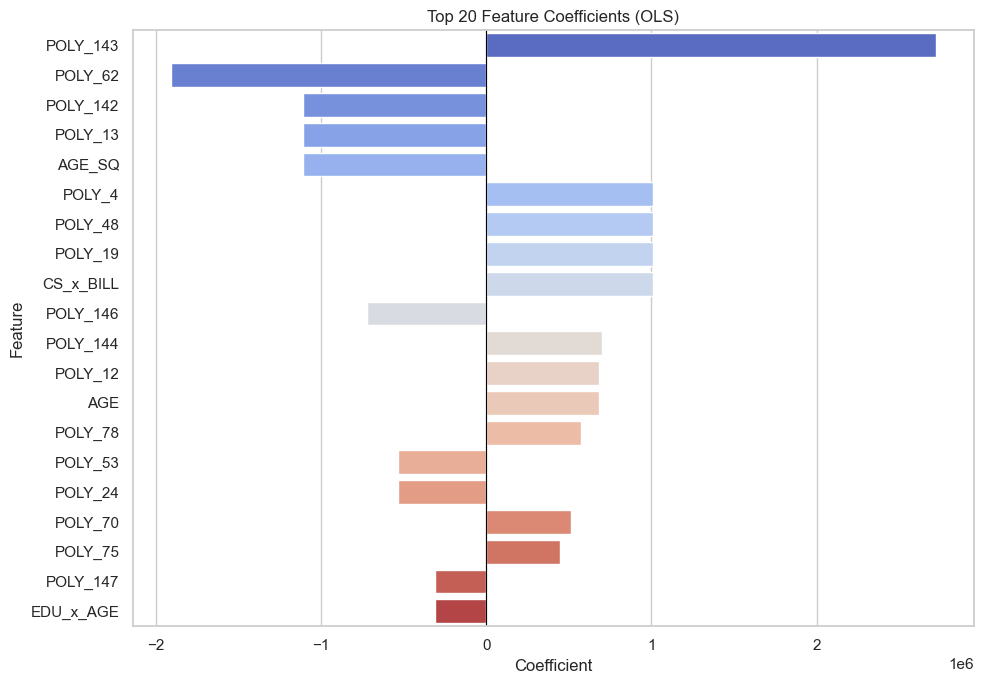 Top 20 Feature Coefficients (OLS)
POLY_143
POLY_62
POLY_142
POLY_13
AGE_SQ
POLY_4
POLY_48
POLY_19
CS_x_BILL
POLY_146
POLY_144
POLY_12
AGE
POLY_78
POLY_53
POLY_24
POLY_70
POLY_75
POLY_147
EDU_x_AGE
Feature
−2 −1 0 1 2
Coefficient
1e6